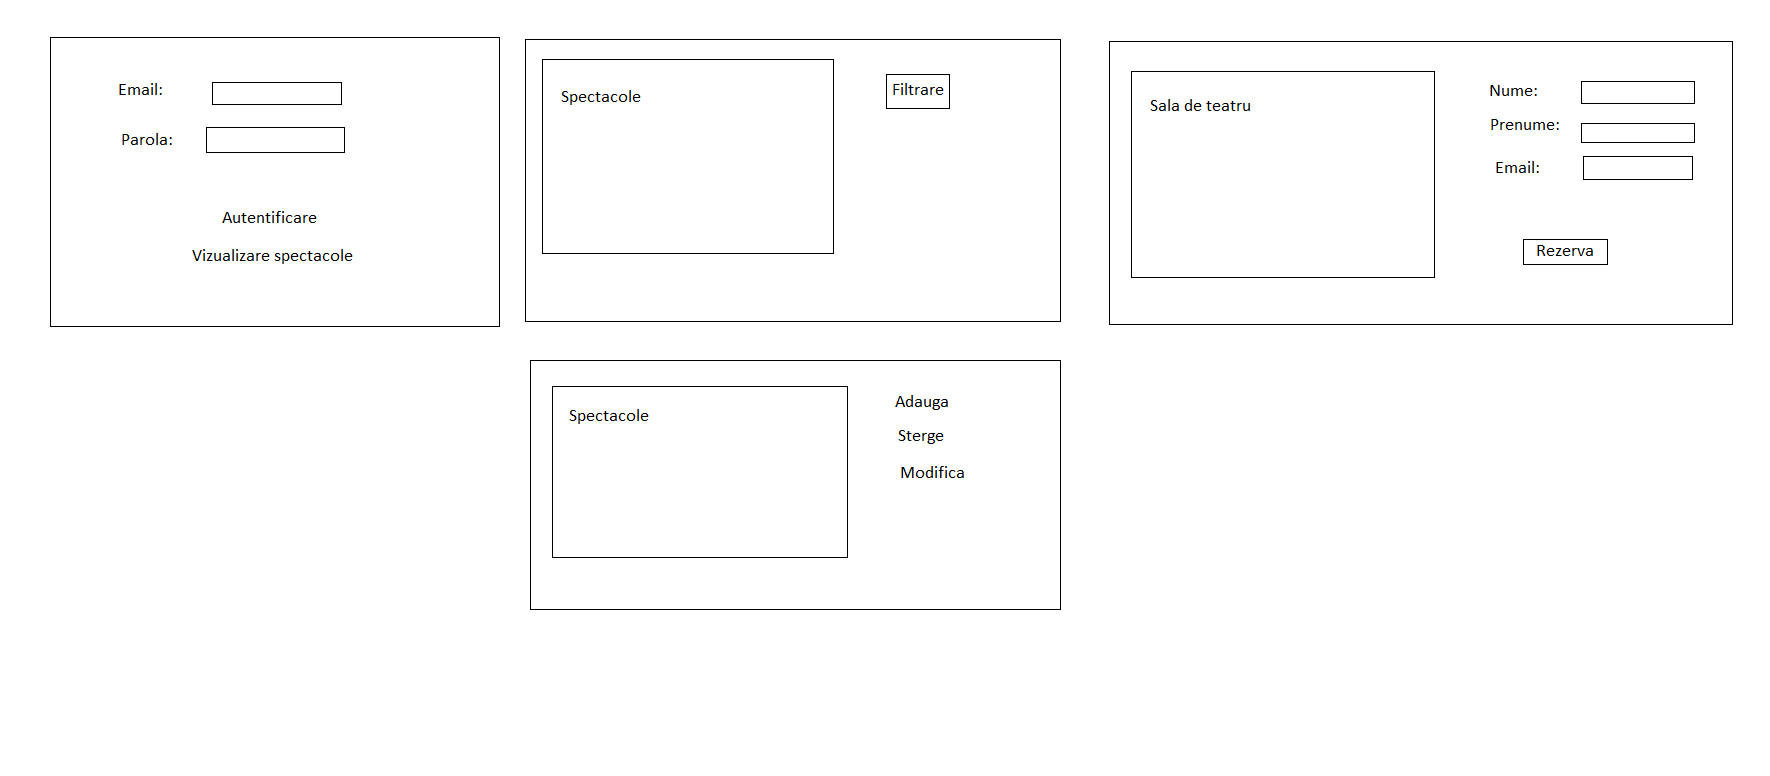 Email:
Parola:
Autentificare
Vizualizare spectacole
Spectacole
Filtrare
Sala de teatru
Nume:
Prenume:
Email:
Rezerva
Spectacole
Adauga
Sterge
Modifica